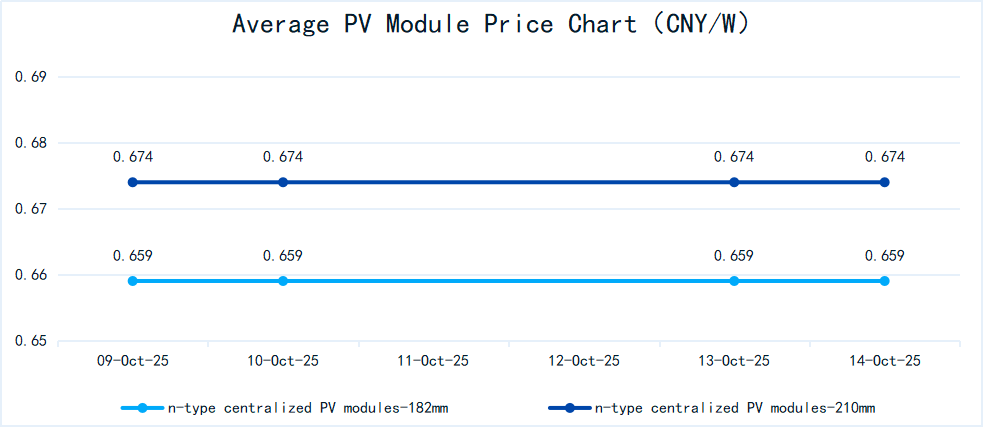 Average PV Module Price Chart (CNY/W)
0.69
0.68
0.674 0.674 0.674 0.674
0.67
0.659 0.659 0.659 0.659
0.66
0.65
09-Oct-25 10-Oct-25 11-Oct-25 12-Oct-25 13-Oct-25 14-Oct-25
n-type centralized PV modules-182mm n-type centralized PV modules-210mm